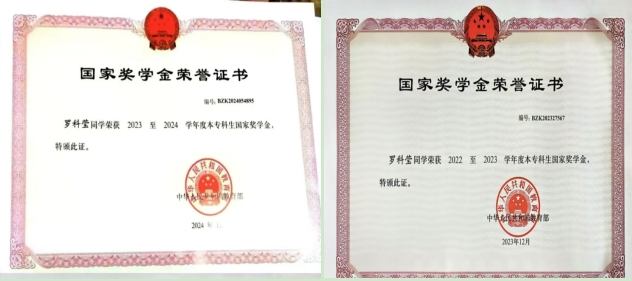 国家奖学金荣誉证书
编号: BZK2024054895
罗科莹同学荣获 2023 至 2024 学年度本专科生国家奖学金,
特颁此证。
中华人民共和国教育部
2024 年
国家奖学金荣誉证书
编号: BZK202327567
罗科莹同学荣获 2022 至 2023 学年度本专科生国家奖学金,
特颁此证。
中华人民共和国教育部
2023年12月